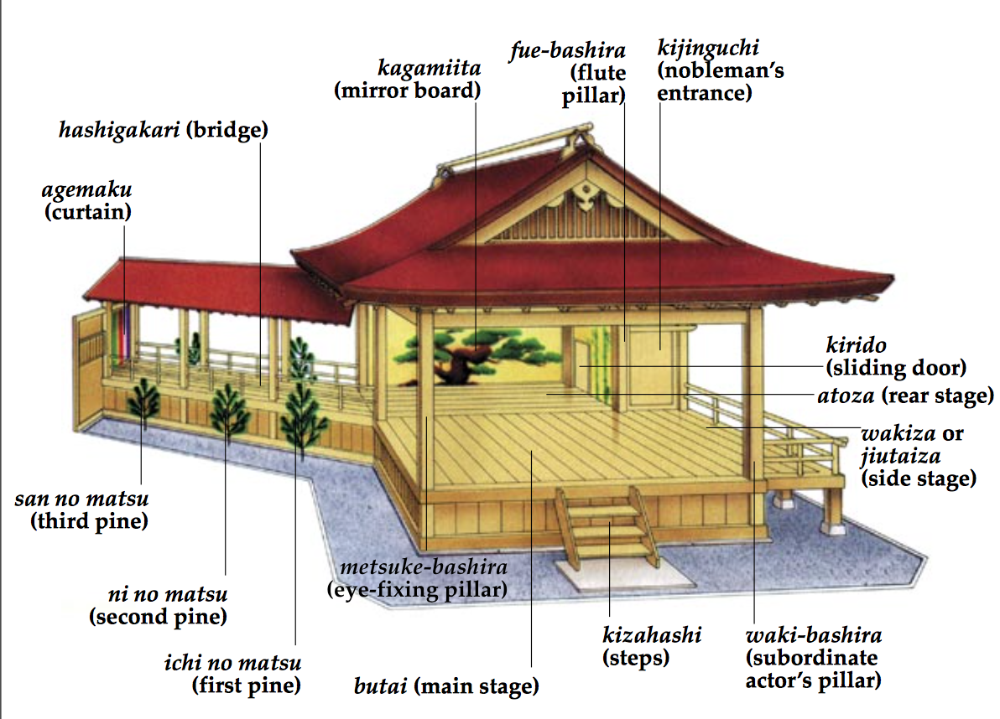 fue-bashira
(flute
pillar)
kijinguchi
(nobleman's
entrance)
kagamiita
(mirror board)
hashigakari (bridge)
agemaku
(curtain)
kirido
(sliding door)
atoza (rear stage)
wakiza or
jiutaiza
(side stage)
san no matsu
(third pine)
metsuke-bashira
(eye-fixing pillar)
ni no matsu
(second pine)
kizahashi
(steps)
waki-bashira
(subordinate
actor's pillar)
ichi no matsu
(first pine)
butai (main stage)